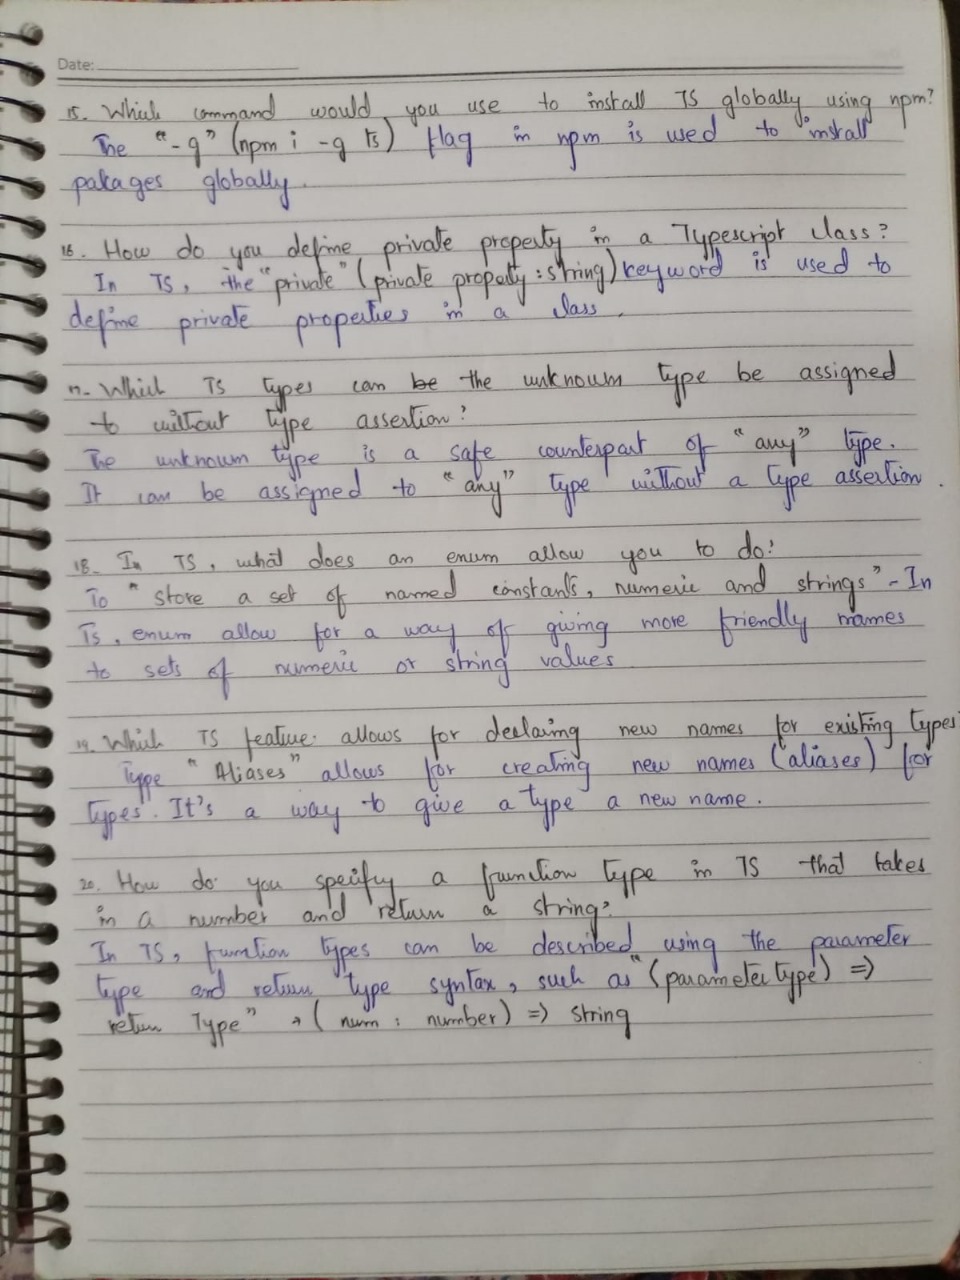 Date:
15. Which command would you use to install TS globally using npm?
The "-g" (npm i -g ts) flag in npm is used to install
pakages globally.
16. How do you define private property in a Typescript class?
In TS, the "private" (private property : string) keyword is used to
define private properties in a class.
17. Which TS types can be the unknown type be assigned
to without type assertion?
The unknown type is a safe counterpart of "any" type.
It can be assigned to "any" type without a type assertion.
18. In TS, what does an enum allow you to do?
To "store a set of named constants, numeric and strings" - In
Ts, enum allow for a way of giving more friendly names
to sets of numeric or string values
19. Which TS feature allows for declaring new names for existing types
Type "Aliases" allows for creating new names (aliases) for
types. It's a way to give a type a new name.
20. How do you specify a function type in TS that takes
in a number and return a string?
In TS, function types can be described using the parameter
type and return type syntax, such as "(parameter type) =>
return Type" → (num : number) => string